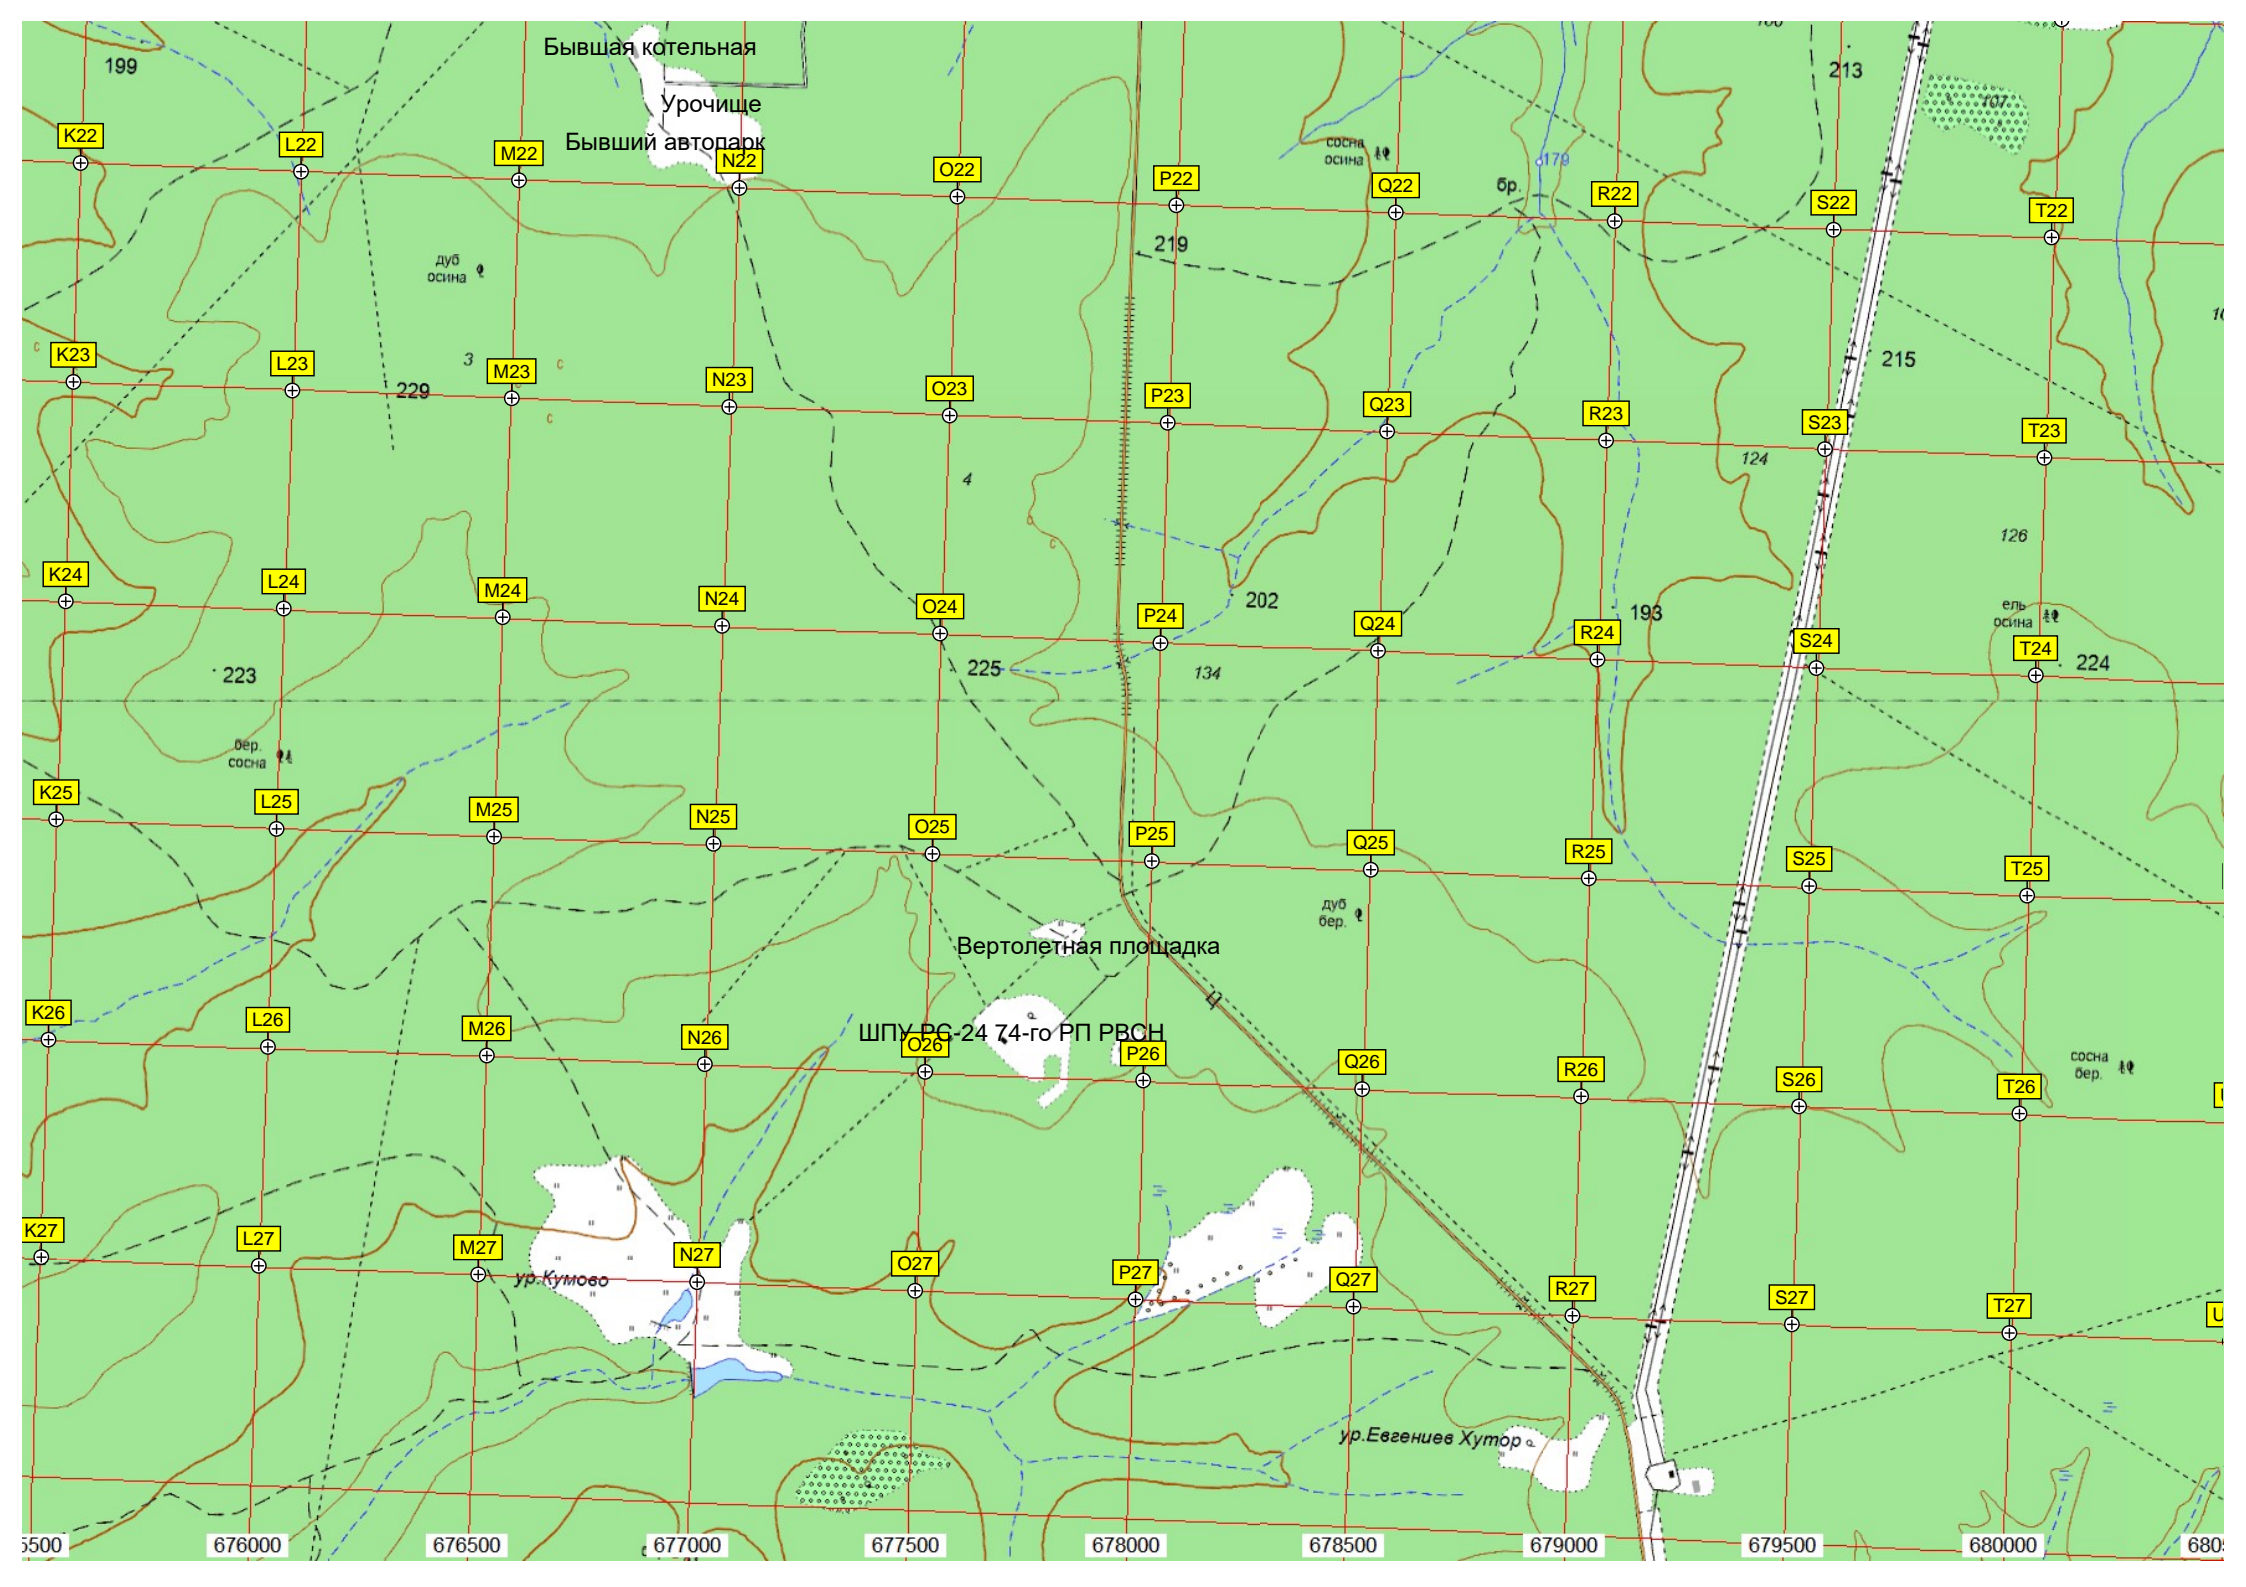 Бывшая котельная
199
213
Урочище
107
Бывший автопарк
K22
L22
M22
N22
O22
P22
Q22
R22
S22
T22
сосна
осина
179
бр.
219
дуб
осина
K23
L23
M23
N23
O23
P23
Q23
R23
S23
T23
3
c
c
c
229
215
4
124
126
c
c
K24
L24
M24
N24
O24
P24
Q24
R24
S24
T24
202
193
ель
осина
223
225
134
224
бер.
сосна
K25
L25
M25
N25
O25
P25
Q25
R25
S25
T25
дуб
бер.
Вертолетная площадка
ШПУ РС-24 74-го РП РВСН
K26
L26
M26
N26
O26
P26
Q26
R26
S26
T26
сосна
бер.
K27
L27
M27
N27
O27
P27
Q27
R27
S27
T27
U
ур.Кумово
ур.Евгениев Хутор
5500
676000
676500
677000
677500
678000
678500
679000
679500
680000
680